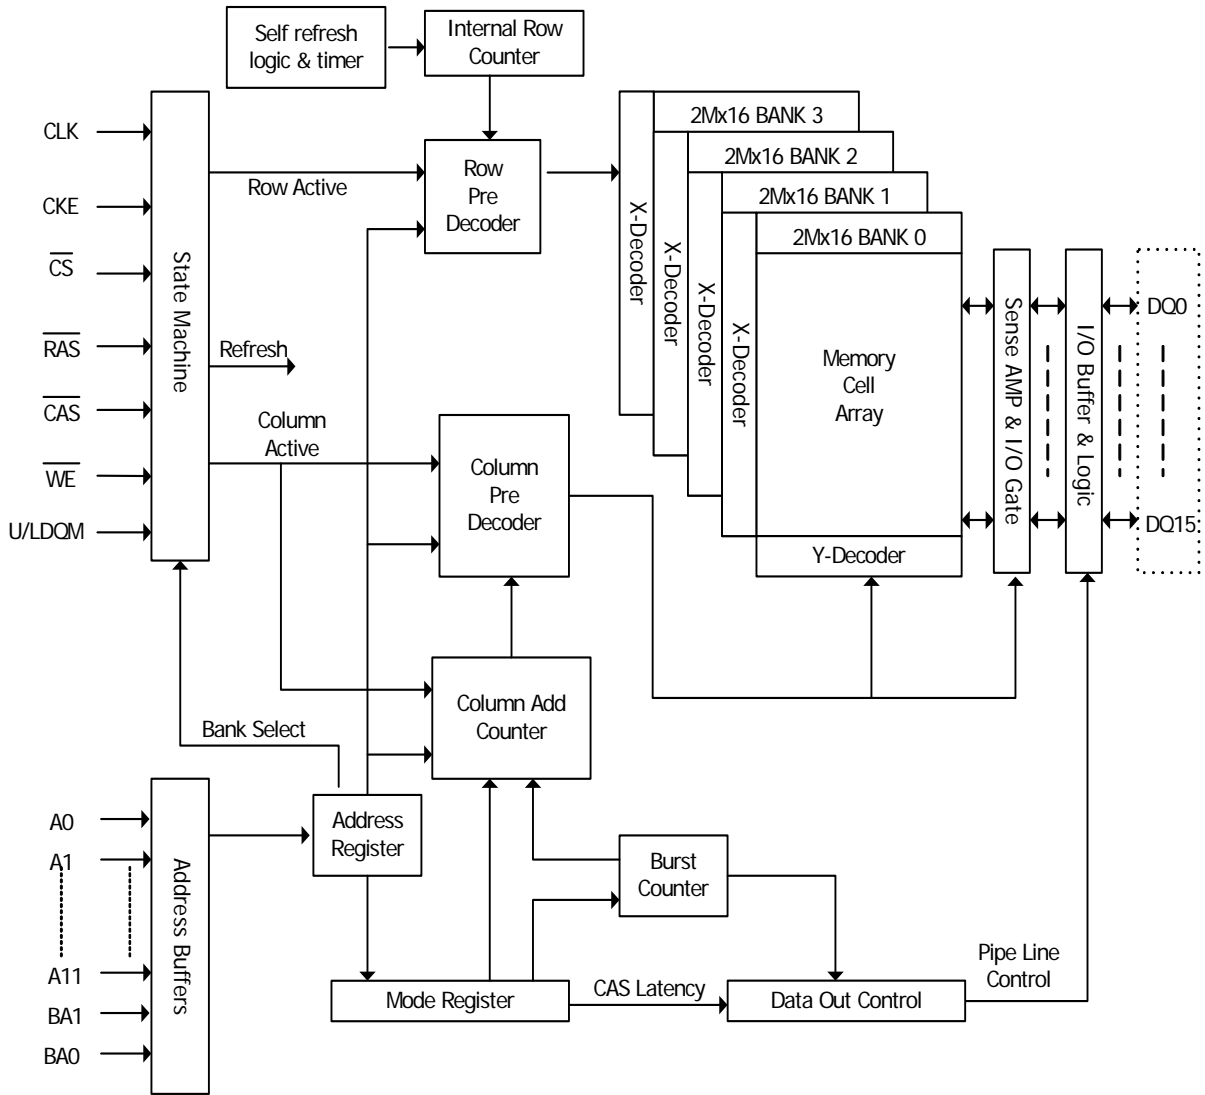 Self refresh
logic & timer
Internal Row
Counter
CLK
CKE
CS
RAS
CAS
WE
U/LDQM
State Machine
Row Active
Refresh
Column
Active
Row
Pre
Decoder
2Mx16 BANK 3
2Mx16 BANK 2
2Mx16 BANK 1
2Mx16 BANK 0
X-Decoder
X-Decoder
X-Decoder
X-Decoder
Memory
Cell
Array
Y-Decoder
Sense AMP & I/O Gate
I/O Buffer & Logic
DQ0
DQ15
Column
Pre
Decoder
Column Add
Counter
Bank Select
A0
A1
A11
BA1
BA0
Address Buffers
Address
Register
Burst
Counter
Mode Register
CAS Latency
Data Out Control
Pipe Line
Control